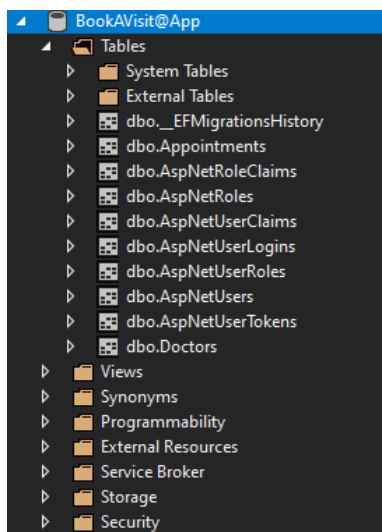 BookAVisit@App
Tables
System Tables
External Tables
dbo.__EFMigrationsHistory
dbo.Appointments
dbo.AspNetRoleClaims
dbo.AspNetRoles
dbo.AspNetUserClaims
dbo.AspNetUserLogins
dbo.AspNetUserRoles
dbo.AspNetUsers
dbo.AspNetUserTokens
dbo.Doctors
Views
Synonyms
Programmability
External Resources
Service Broker
Storage
Security